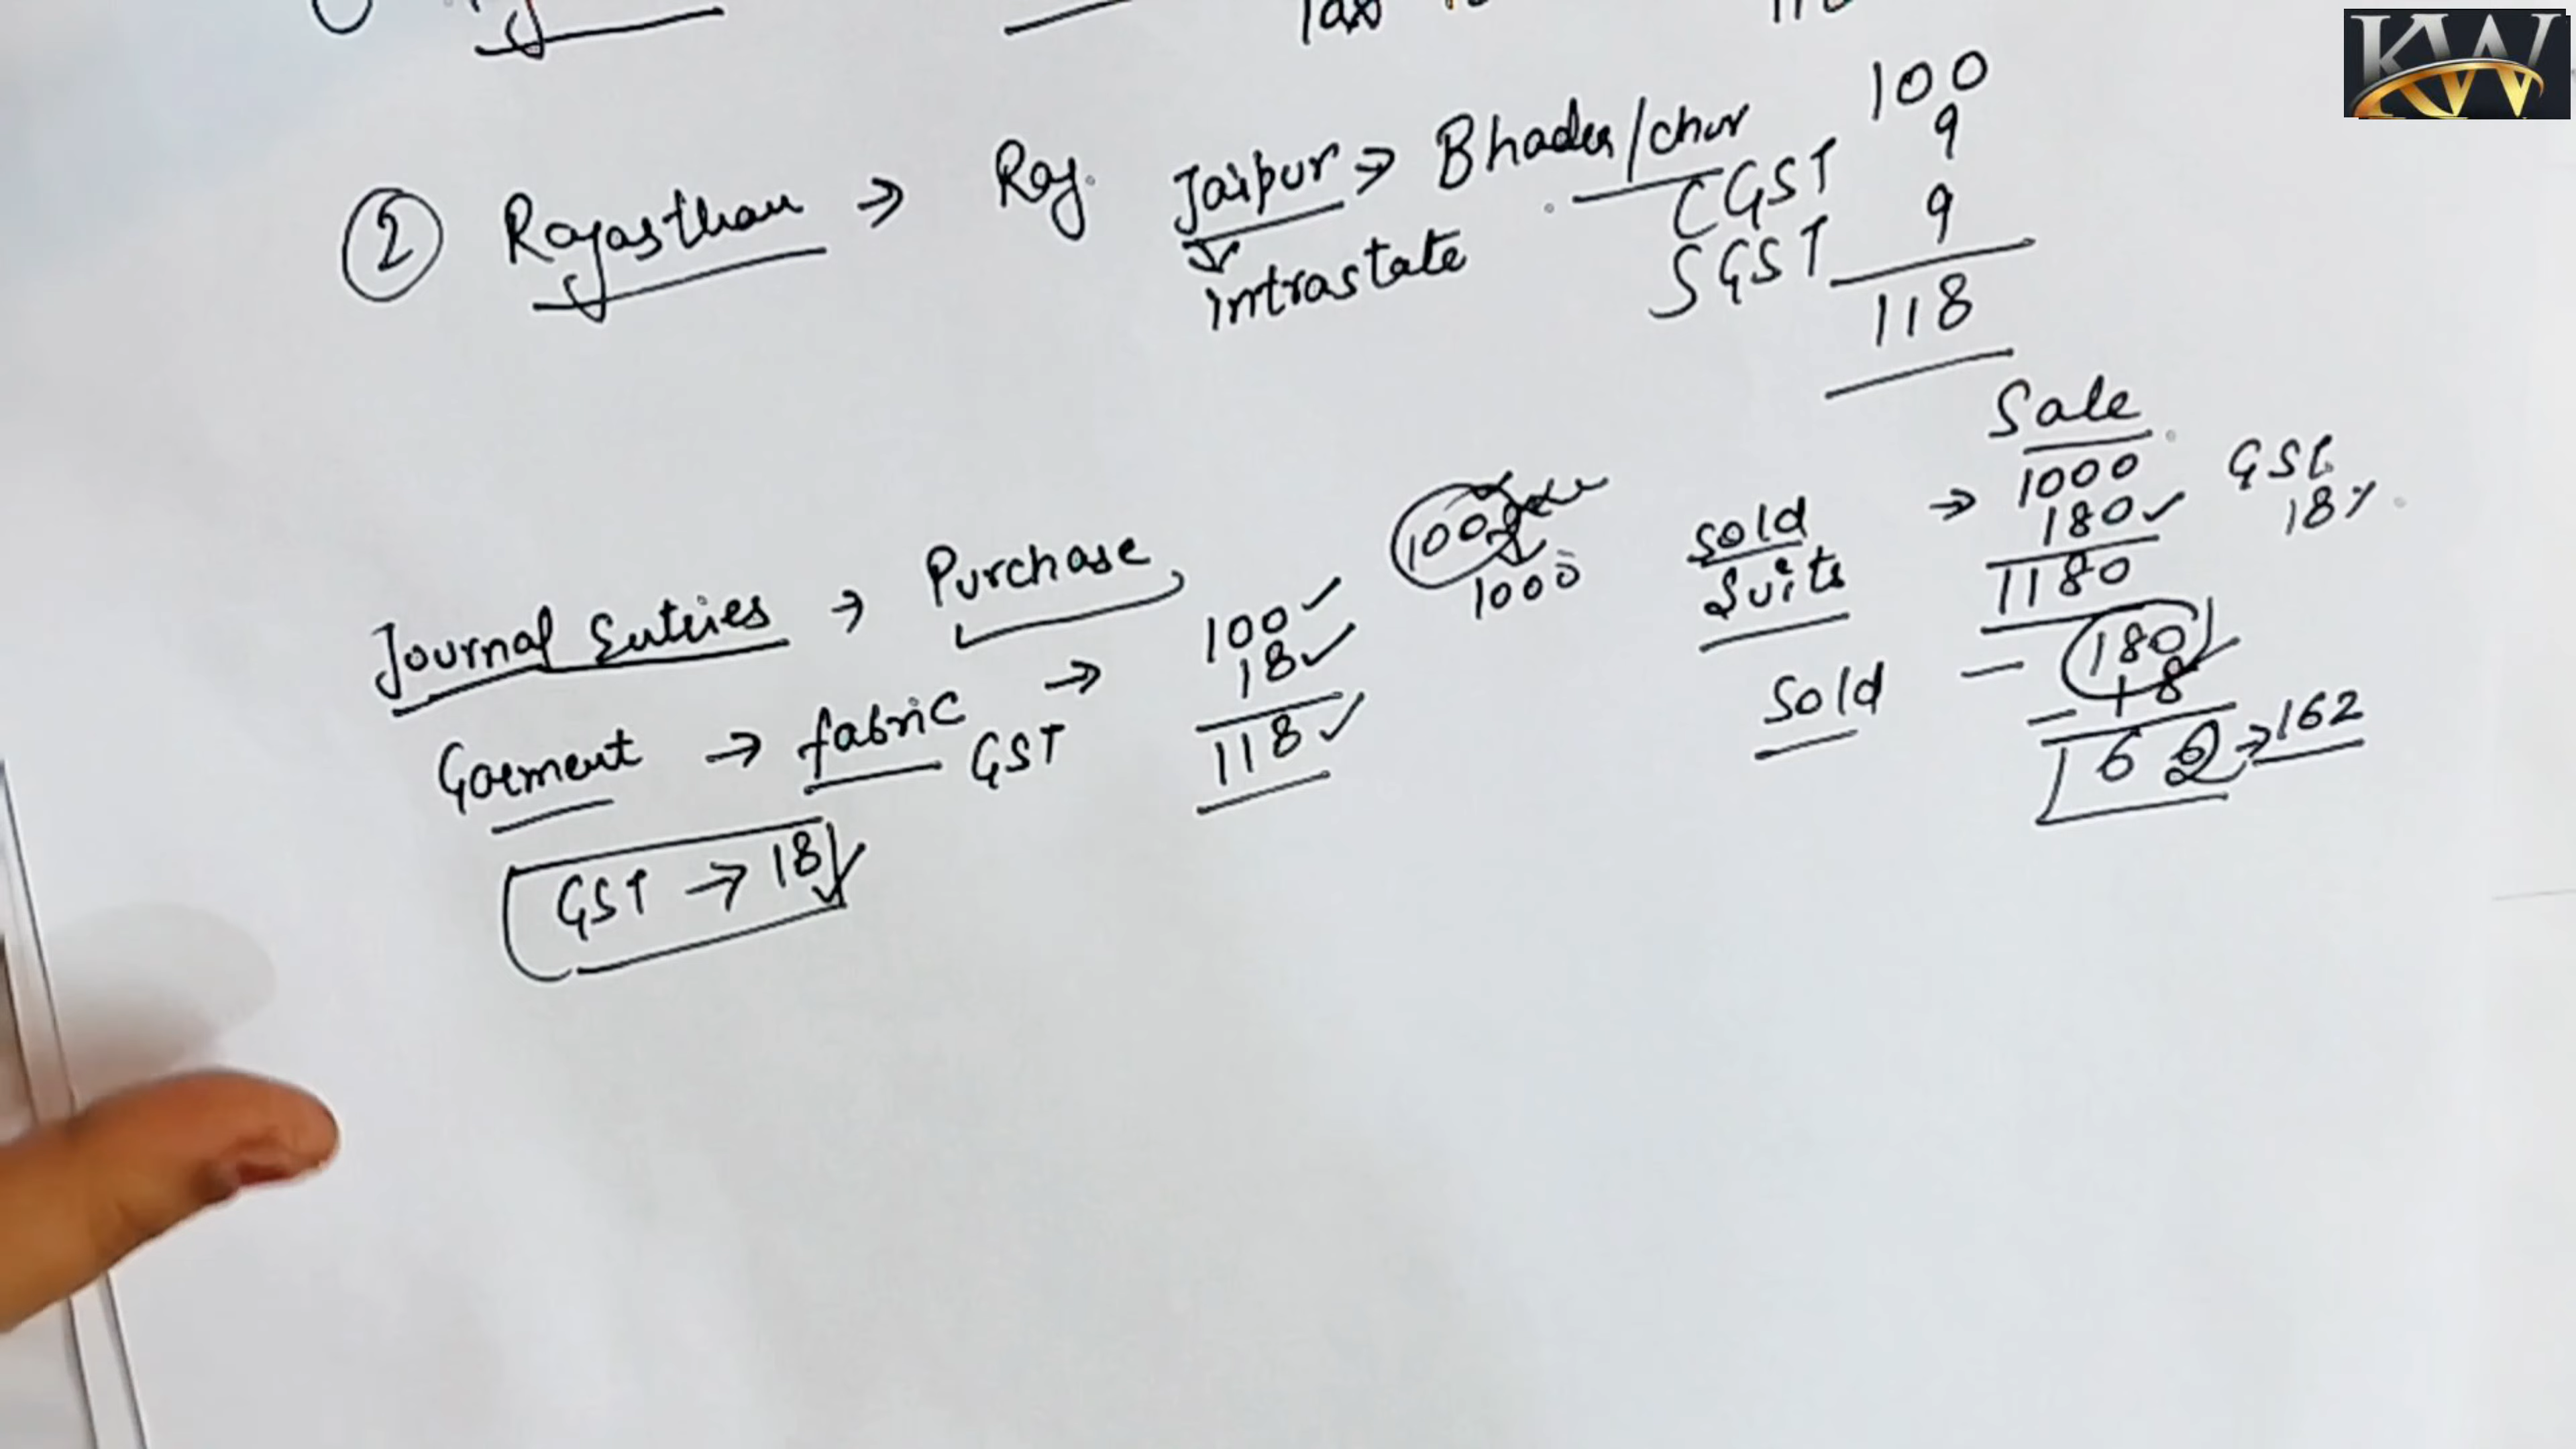 Tax
② Rajasthan → Raj. Jaipur → Bhadra/chur 100
intrastate CGST 9
SGST 9
118
Sale
sold suits → 1000 GST
180✓ 18%
1180
Journal Entries → Purchase 1000
Garment → fabric → 100✓
GST 18✓
118✓
Sold — 180
— 18
162 → 162
GST → 18
KW